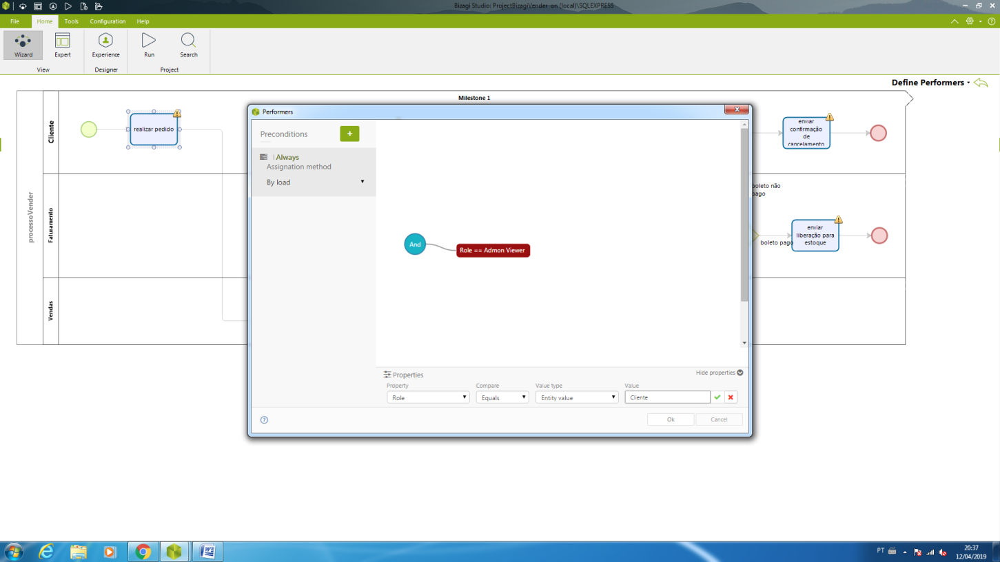 Bizagi Studio: ProjectBizagiVender on (local)\SQLEXPRESS
File Home Tools Configuration Help
Wizard Expert Experience Run Search
View Designer Project
Define Performers
Milestone 1
processoVender
Cliente
realizar pedido
enviar
confirmação
de
cancelamento
Faturamento
boleto não
pago
boleto pago
enviar
liberação para
estoque
Vendas
Performers
Preconditions
+
Always
Assignation method
By load
And
Role == Admon Viewer
Properties
Hide properties
Property Compare Value type Value
Role Equals Entity value Cliente
Ok Cancel
PT
20:37
12/04/2019